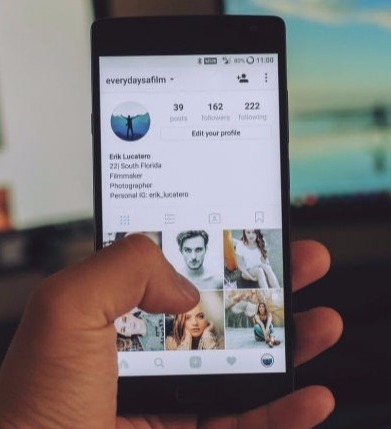 80% 11:00
everydaysafilm
39 162 222
posts followers following
Edit your profile
Erik Lucatero
22| South Florida
Filmmaker
Photographer
Personal IG: erik_lucatero